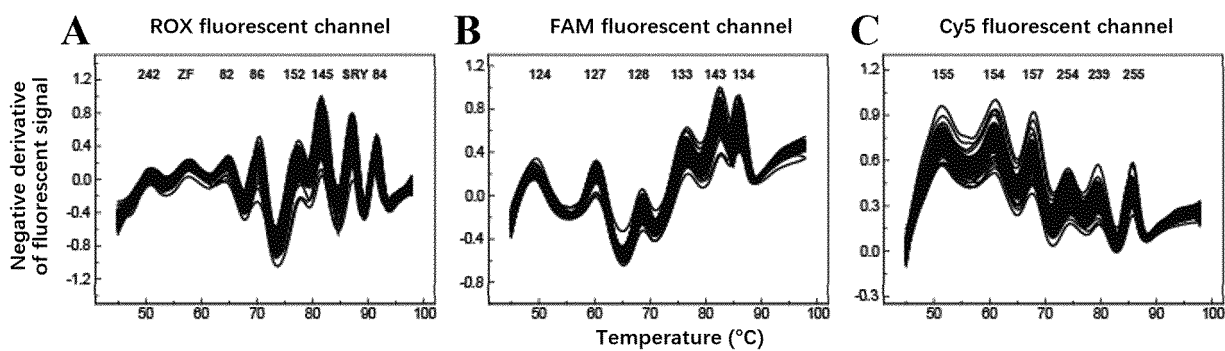 A ROX fluorescent channel
B FAM fluorescent channel
C Cy5 fluorescent channel
Negative derivative
of fluorescent signal
242 ZF 82 86 152 145 SRY 84
1.2
0.4
0.0
-0.4
-1.2
50 60 70 80 90 100
124 127 128 133 143 134
1.2
0.8
0.4
0.0
-0.4
-0.8
50 60 70 80 90 100
155 154 157 254 239 255
1.2
0.9
0.6
0.3
0.0
-0.3
50 60 70 80 90 100
Temperature (°C)